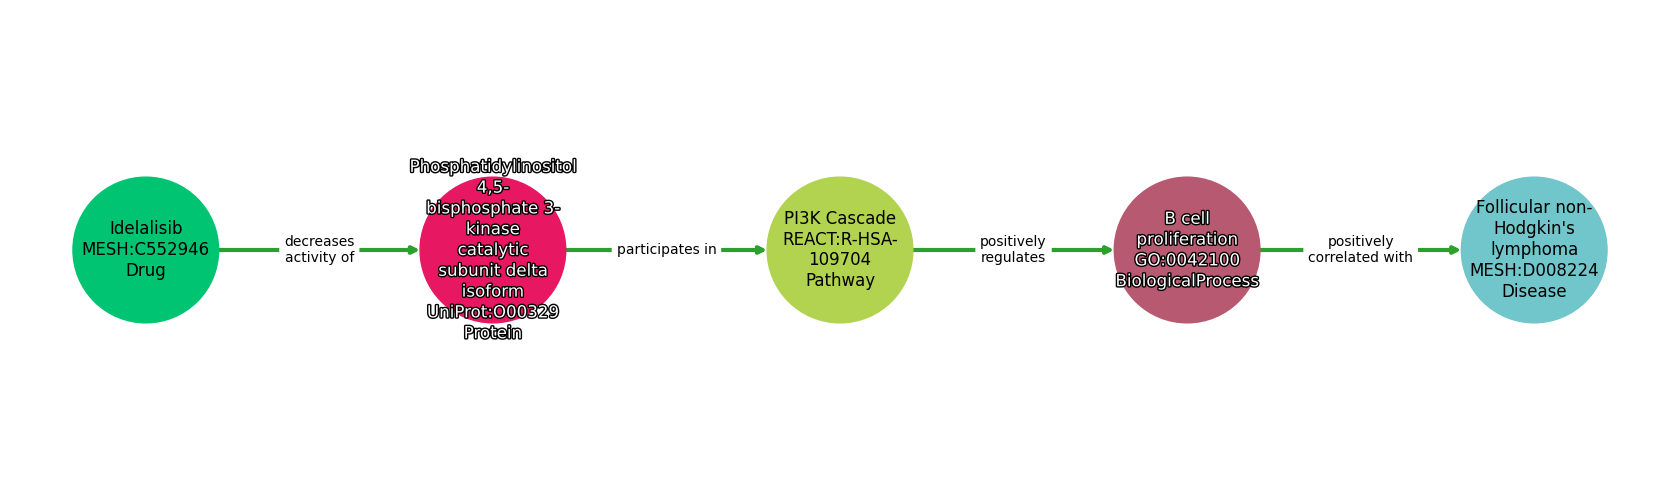 Idelalisib
MESH:C552946
Drug
decreases
activity of
Phosphatidylinositol
4,5-
bisphosphate 3-
kinase
catalytic
subunit delta
isoform
UniProt:O00329
Protein
participates in
PI3K Cascade
REACT:R-HSA-
109704
Pathway
positively
regulates
B cell
proliferation
GO:0042100
BiologicalProcess
positively
correlated with
Follicular non-
Hodgkin's
lymphoma
MESH:D008224
Disease